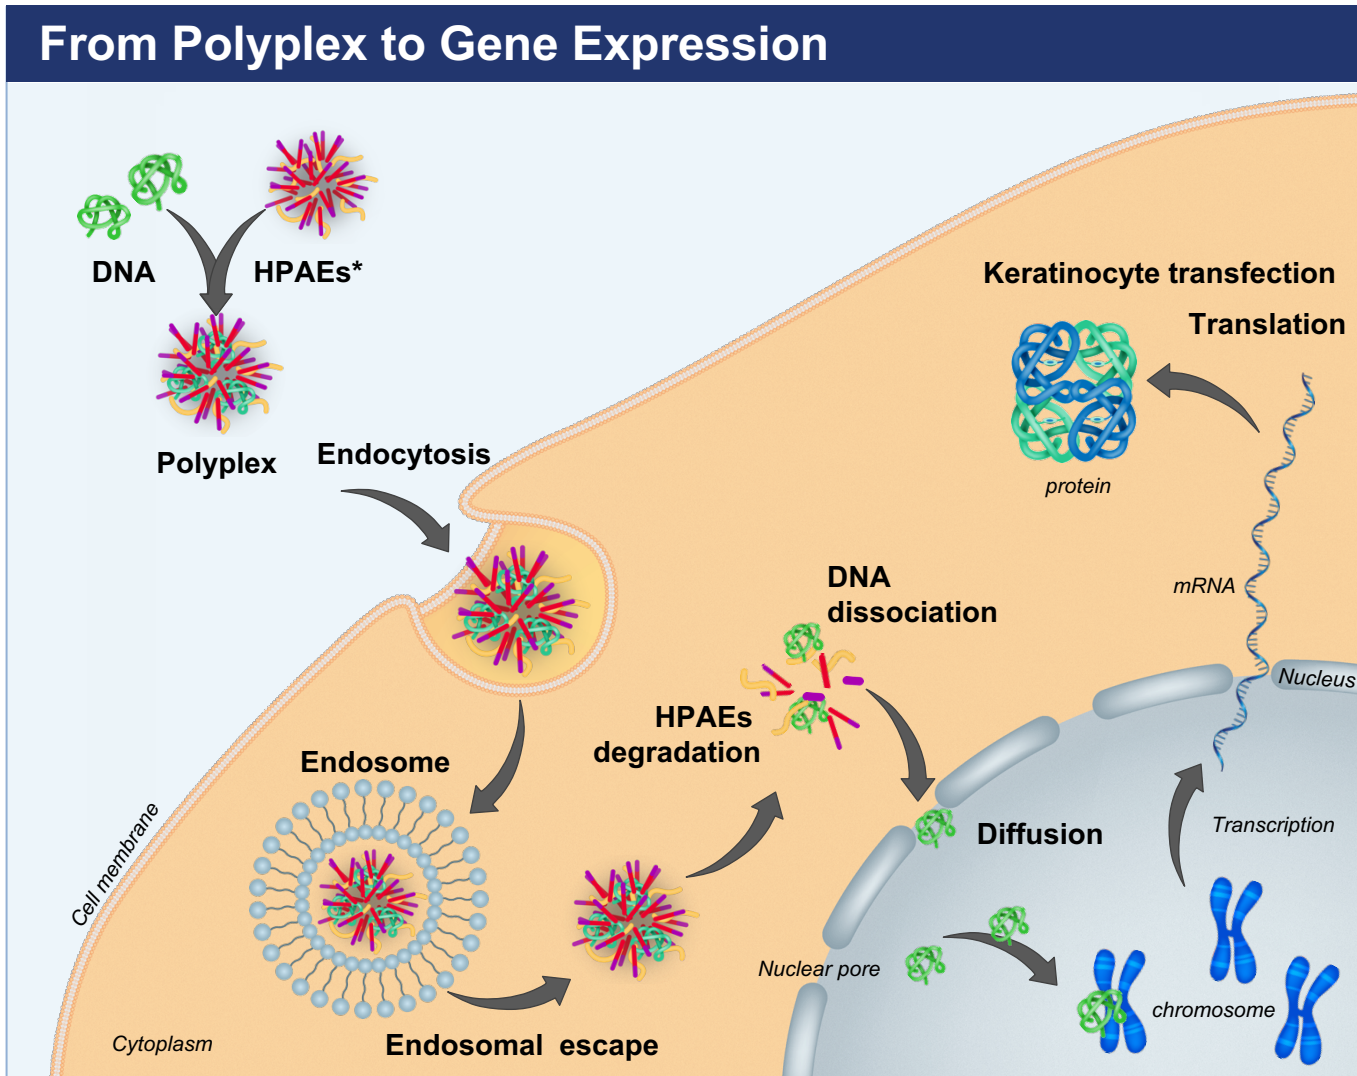 From Polyplex to Gene Expression
DNA
HPAEs*
Polyplex
Endocytosis
Keratinocyte transfection
Translation
protein
mRNA
DNA
dissociation
HPAEs
degradation
Nucleus
Endosome
Cell membrane
Diffusion
Transcription
Nuclear pore
chromosome
Cytoplasm
Endosomal escape